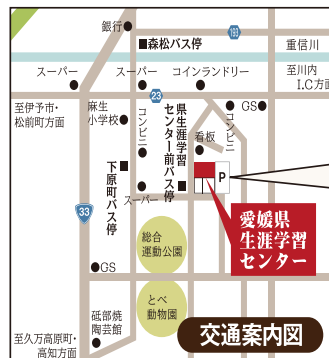 銀行
193
森松バス停
重信川
スーパー
スーパー
コインランドリー
至川内
I.C方面
23
至伊予市・
松前町方面
麻生
小学校
コンビニ
県生涯学習
センター前バス停
看板
コンビニ
GS
下原町バス停
P
スーパー
33
愛媛県
生涯学習
センター
総合
運動公園
GS
とべ
動物園
砥部焼
陶芸館
至久万高原町・
高知方面
交通案内図